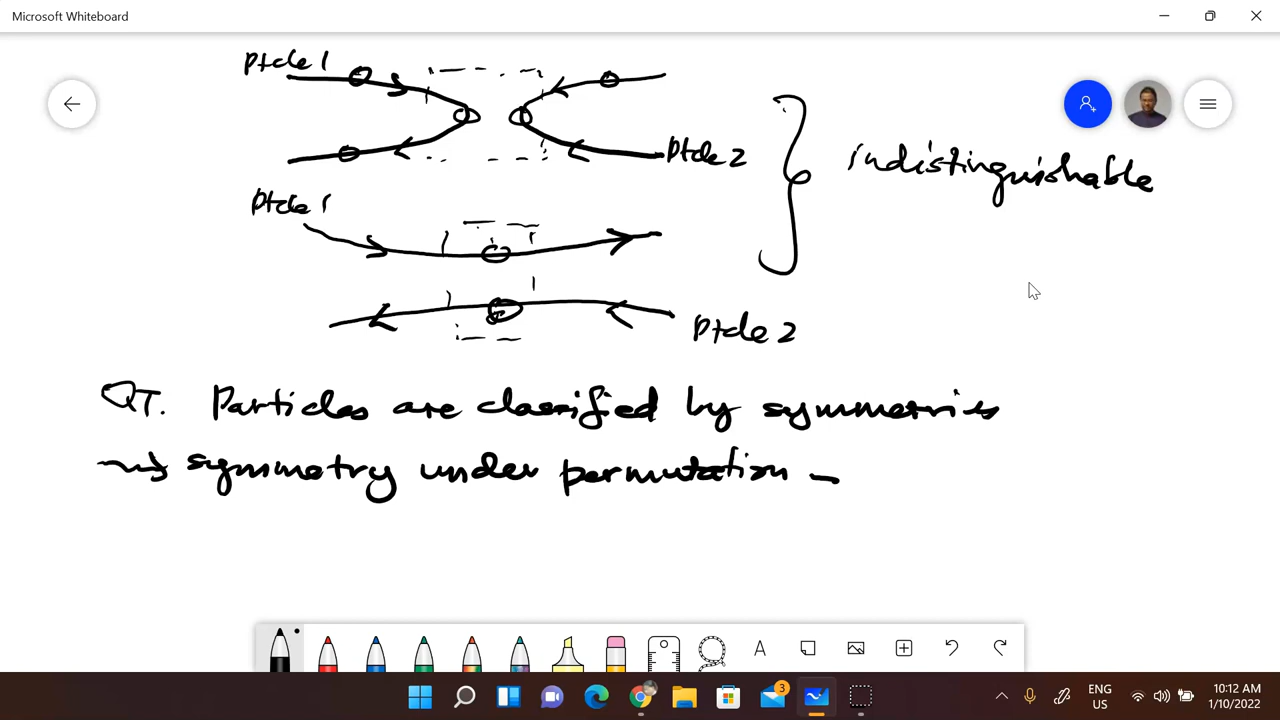 Microsoft Whiteboard
Ptcle 1
Ptcle 2
indistinguishable
Ptcle 1
Ptcle 2
QT. Particles are classified by symmetries
symmetry under permutation -
A
3
ENG
US
10:12 AM
1/10/2022